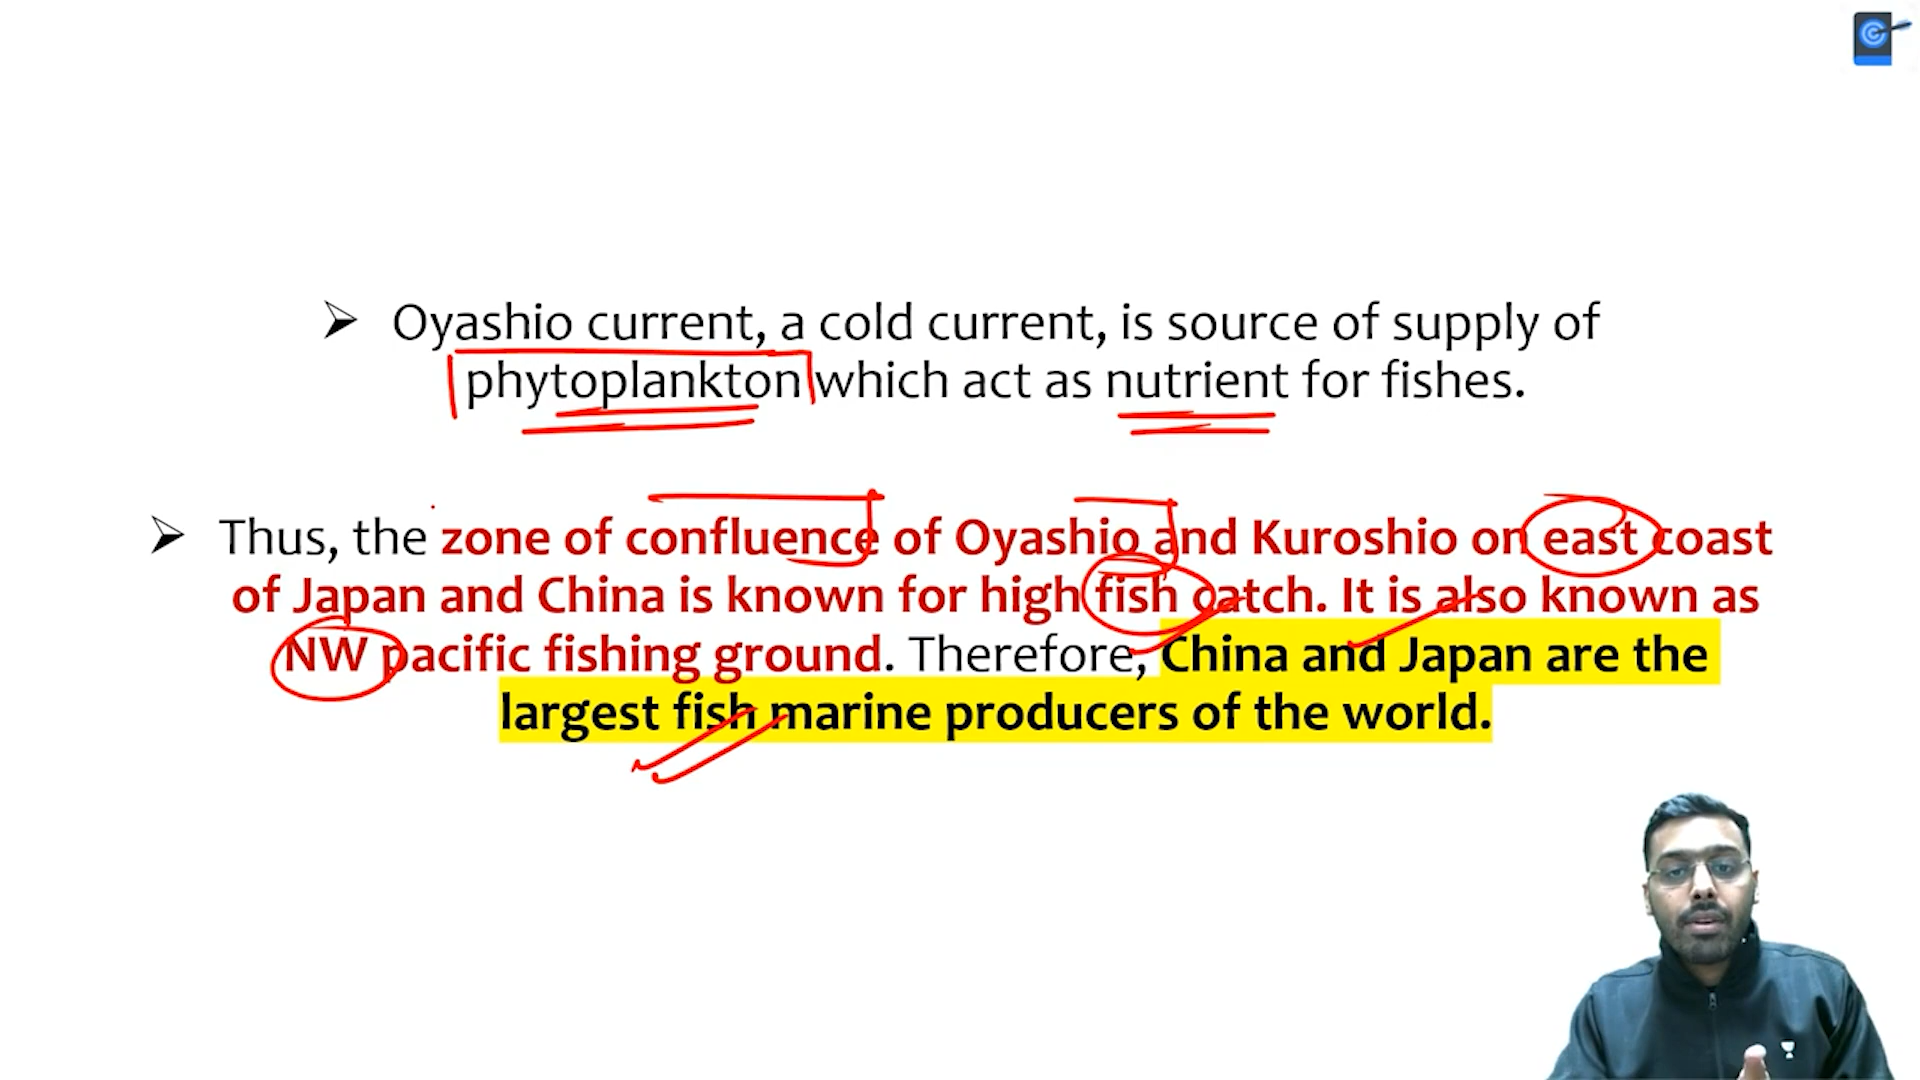 Oyashio current, a cold current, is source of supply of
phytoplankton which act as nutrient for fishes.
Thus, the zone of confluence of Oyashio and Kuroshio on east coast
of Japan and China is known for high fish catch. It is also known as
NW pacific fishing ground. Therefore, China and Japan are the
largest fish marine producers of the world.